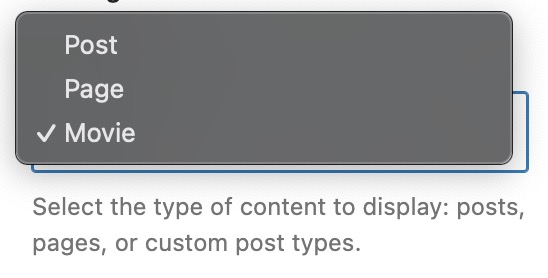 Post
Page
✓ Movie
Select the type of content to display: posts,
pages, or custom post types.